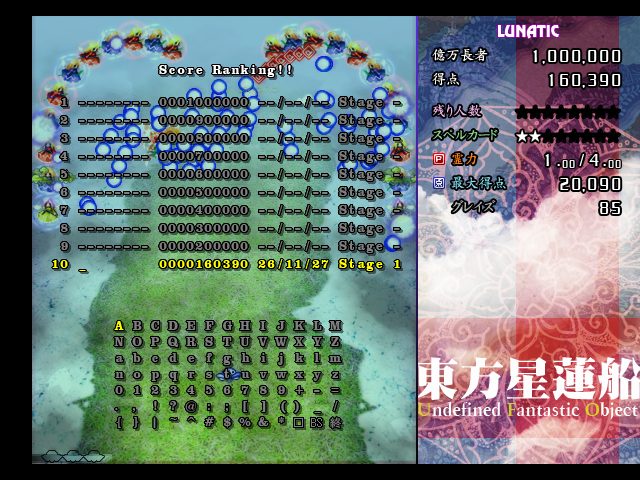 Score Ranking!!
1 -------- 0001000000 --/--/-- Stage -
2 -------- 0000900000 --/--/-- Stage -
3 -------- 0000800000 --/--/-- Stage -
4 -------- 0000700000 --/--/-- Stage -
5 -------- 0000600000 --/--/-- Stage -
6 -------- 0000500000 --/--/-- Stage -
7 -------- 0000400000 --/--/-- Stage -
8 -------- 0000300000 --/--/-- Stage -
9 -------- 0000200000 --/--/-- Stage -
10 _ 0000160390 26/11/27 Stage 1
A B C D E F G H I J K L M
N O P Q R S T U V W X Y Z
a b c d e f g h i j k l m
n o p q r s t u v w x y z
0 1 2 3 4 5 6 7 8 9 + - =
. , ! ? @ : ; [ ] ( ) _ /
{ } | ~ ^ # $ % & * □ BS 終
LUNATIC
億万長者 1,000,000
得点 160,390
残り人数
スペルカード ★★
P 霊力 1.00/4.00
点 最大得点 20,090
グレイズ 85
東方星蓮船
Undefined Fantastic Object